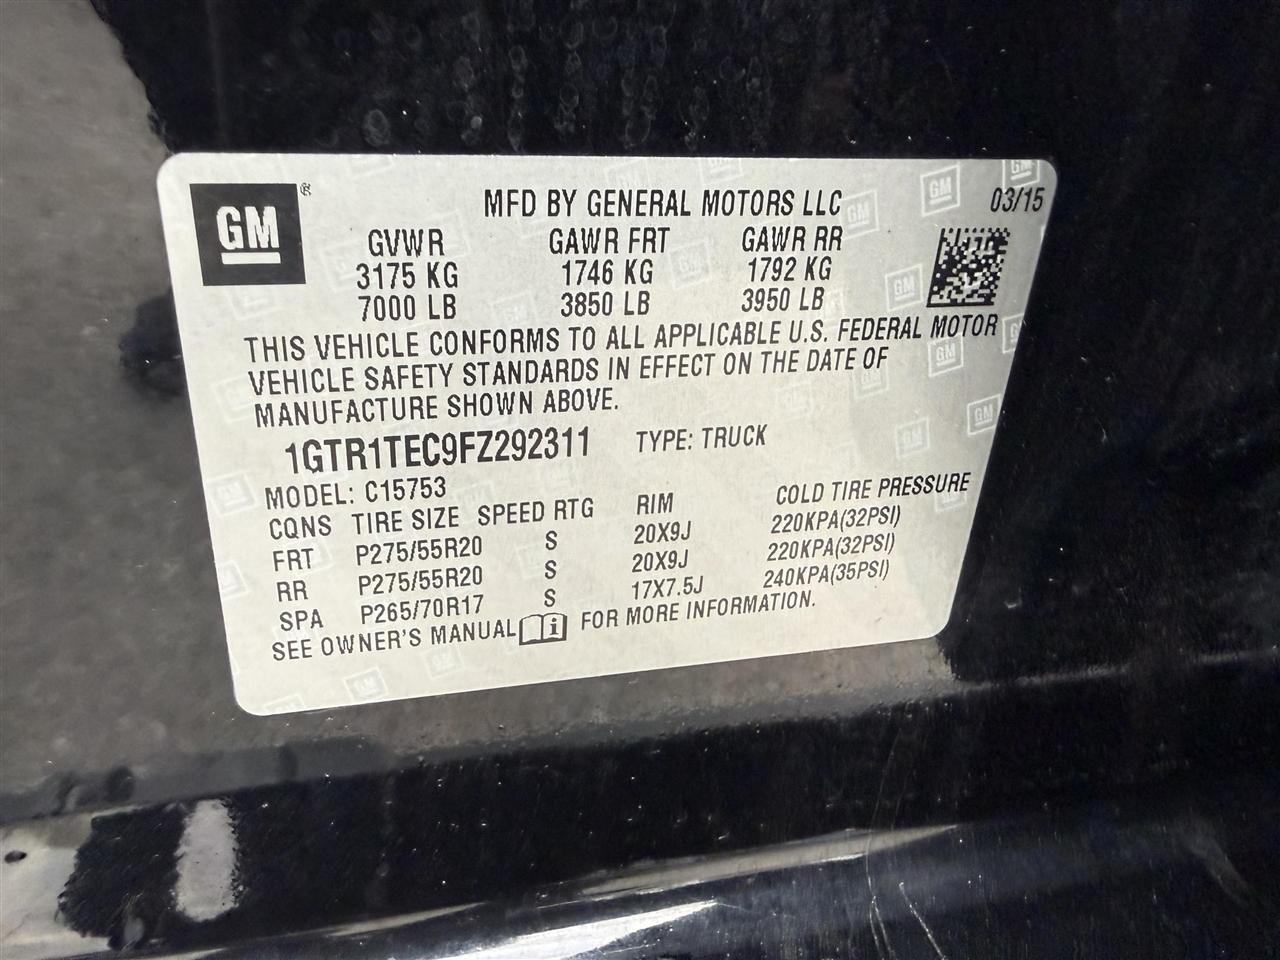 GM ®
MFD BY GENERAL MOTORS LLC 03/15
GVWR GAWR FRT GAWR RR
3175 KG 1746 KG 1792 KG
7000 LB 3850 LB 3950 LB
THIS VEHICLE CONFORMS TO ALL APPLICABLE U.S. FEDERAL MOTOR
VEHICLE SAFETY STANDARDS IN EFFECT ON THE DATE OF
MANUFACTURE SHOWN ABOVE.
1GTR1TEC9FZ292311 TYPE: TRUCK
MODEL: C15753
CQNS TIRE SIZE SPEED RTG RIM COLD TIRE PRESSURE
FRT P275/55R20 S 20X9J 220KPA(32PSI)
RR P275/55R20 S 20X9J 220KPA(32PSI)
SPA P265/70R17 S 17X7.5J 240KPA(35PSI)
SEE OWNER'S MANUAL i FOR MORE INFORMATION.